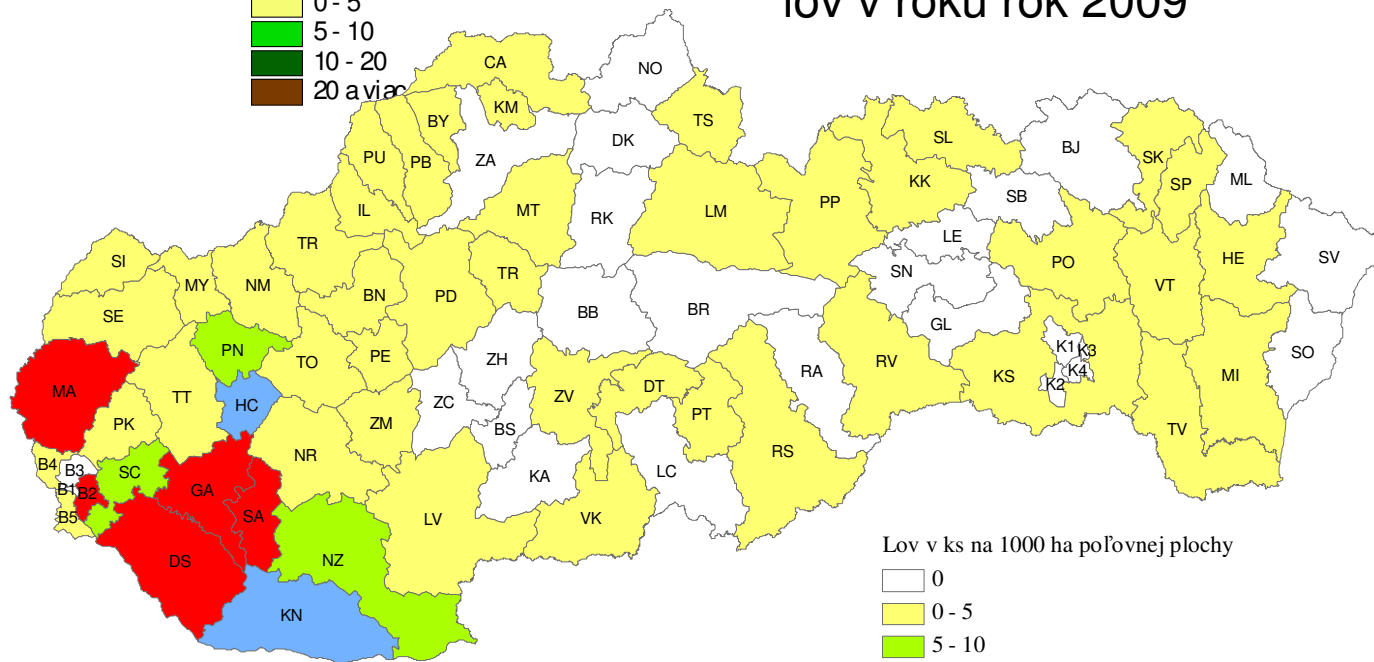 0 - 5
lov v roku rok 2009
5 - 10
10 - 20
20 a viac
NO
CA
KM
TS
BY
DK
SL
BJ
PU
PB
ZA
SK
KK
SP
ML
SB
IL
MT
RK
LM
PP
TR
LE
SI
TR
SN
PO
HE
SV
MY
NM
BN
PD
VT
SE
BB
BR
GL
PN
TO
PE
ZH
K1
K3
SO
MA
TT
HC
ZC
ZV
DT
RA
RV
KS
K4
K2
MI
PK
ZM
BS
PT
TV
B4
B3
SC
NR
KA
LC
RS
B1
B2
GA
B5
SA
LV
VK
DS
NZ
KN
Lov v ks na 1000 ha poľovnej plochy
0
0 - 5
5 - 10